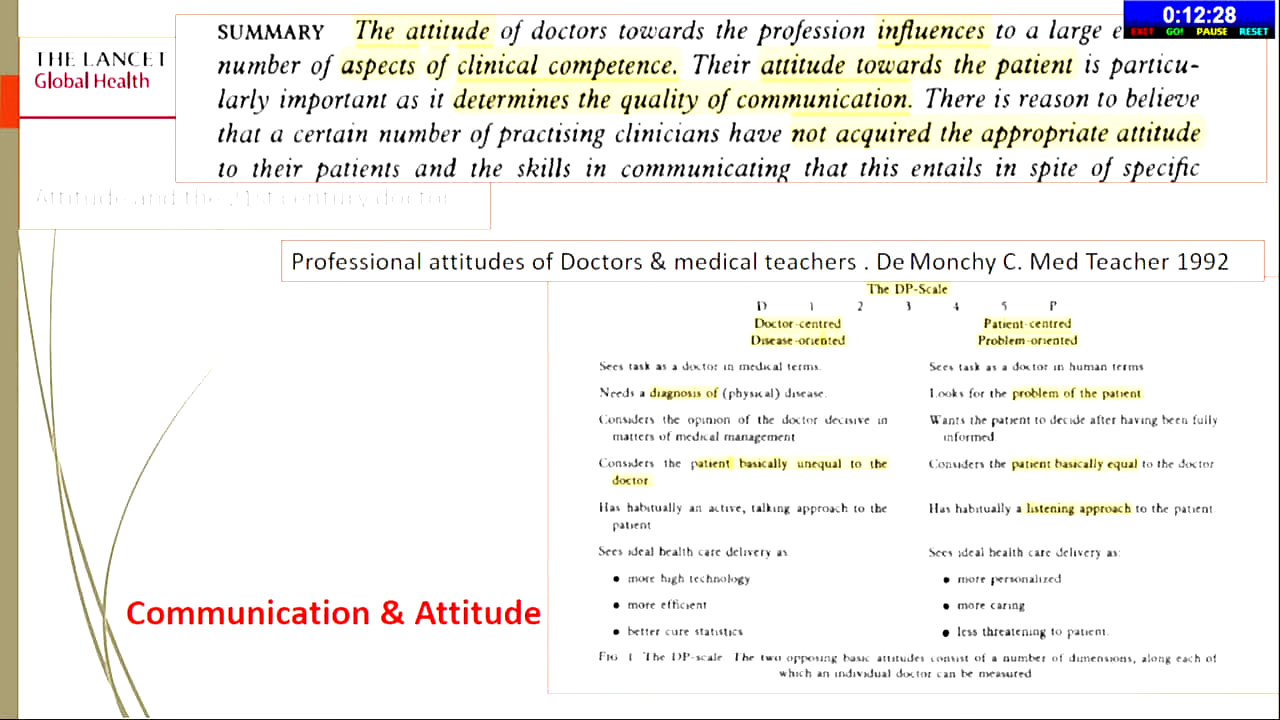 0:12:28
EXIT GO! PAUSE RESET
SUMMARY The attitude of doctors towards the profession influences to a large e
number of aspects of clinical competence. Their attitude towards the patient is particu-
larly important as it determines the quality of communication. There is reason to believe
that a certain number of practising clinicians have not acquired the appropriate attitude
to their patients and the skills in communicating that this entails in spite of specific
THE LANCET
Global Health
Attitude and the 21st century doctor
Professional attitudes of Doctors & medical teachers . De Monchy C. Med Teacher 1992
The DP-Scale
D 1 2 3 4 5 P
Doctor-centred Patient-centred
Disease-oriented Problem-oriented
Sees task as a doctor in medical terms. Sees task as a doctor in human terms
Needs a diagnosis of (physical) disease. Looks for the problem of the patient
Considers the opinion of the doctor decisive in Wants the patient to decide after having been fully
matters of medical management informed
Considers the patient basically unequal to the Considers the patient basically equal to the doctor
doctor.
Has habitually an active, talking approach to the Has habitually a listening approach to the patient.
patient
Sees ideal health care delivery as Sees ideal health care delivery as:
• more high technology • more personalized
• more efficient • more caring
• better cure statistics • less threatening to patient.
FIG 1 The DP-scale The two opposing basic attitudes consist of a number of dimensions, along each of
which an individual doctor can be measured
Communication & Attitude